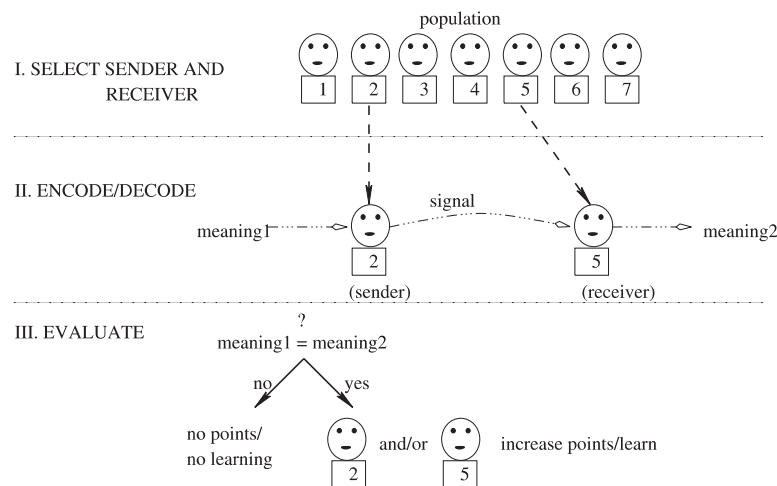 population
I. SELECT SENDER AND
RECEIVER
1 2 3 4 5 6 7
II. ENCODE/DECODE
signal
meaning1
meaning2
2 5
(sender) (receiver)
III. EVALUATE
?
meaning1 = meaning2
no yes
no points/
no learning
and/or
increase points/learn
2 5